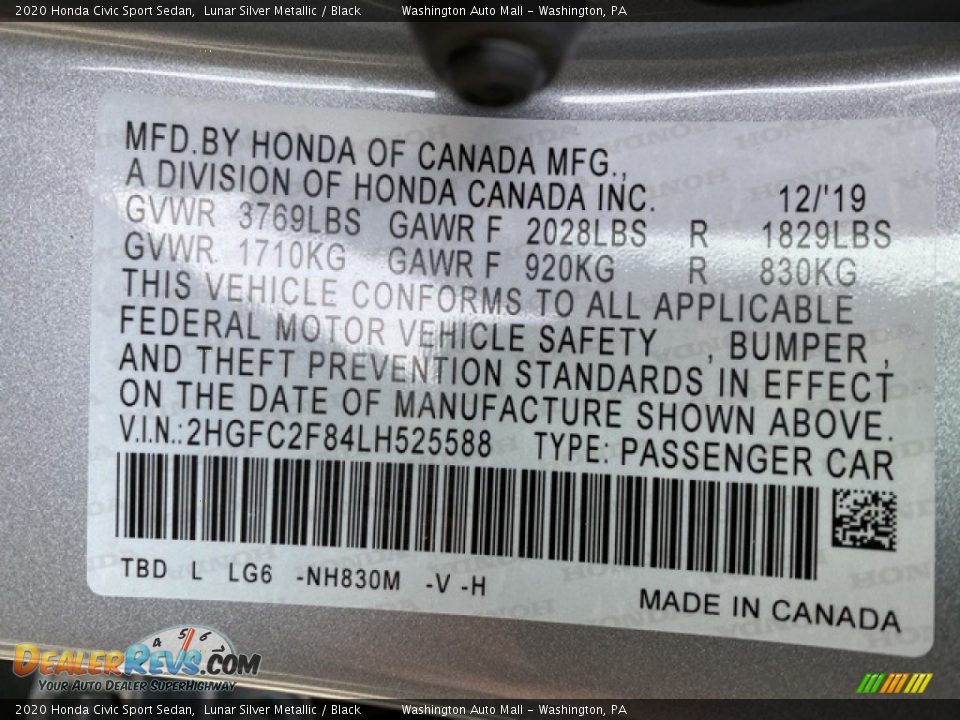 2020 Honda Civic Sport Sedan, Lunar Silver Metallic / Black Washington Auto Mall - Washington, PA
MFD.BY HONDA OF CANADA MFG.,
A DIVISION OF HONDA CANADA INC. 12/'19
GVWR 3769LBS GAWR F 2028LBS R 1829LBS
GVWR 1710KG GAWR F 920KG R 830KG
THIS VEHICLE CONFORMS TO ALL APPLICABLE
FEDERAL MOTOR VEHICLE SAFETY , BUMPER ,
AND THEFT PREVENTION STANDARDS IN EFFECT
ON THE DATE OF MANUFACTURE SHOWN ABOVE.
V.I.N.:2HGFC2F84LH525588 TYPE: PASSENGER CAR
TBD L LG6 -NH830M -V -H
MADE IN CANADA
4 5 6
DEALERREVS.COM
YOUR AUTO DEALER SUPERHIGHWAY
2020 Honda Civic Sport Sedan, Lunar Silver Metallic / Black Washington Auto Mall - Washington, PA